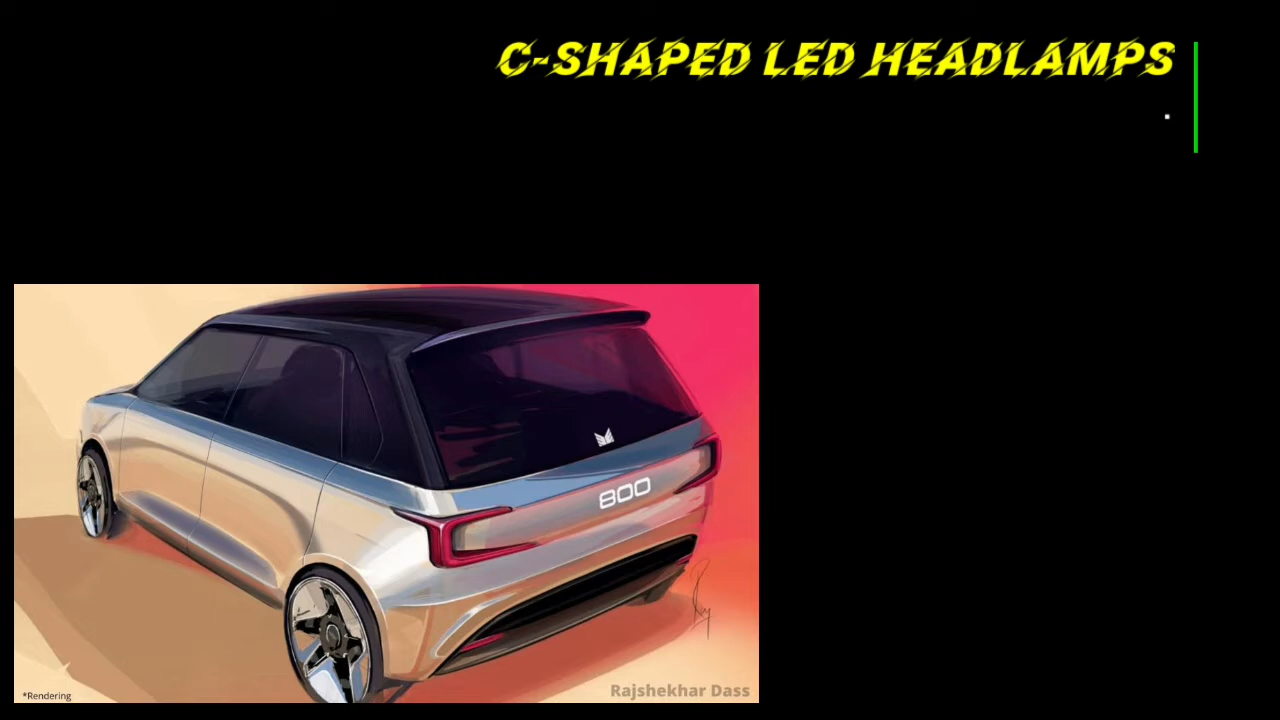 C-SHAPED LED HEADLAMPS
.
800
*Rendering
Rajshekhar Dass